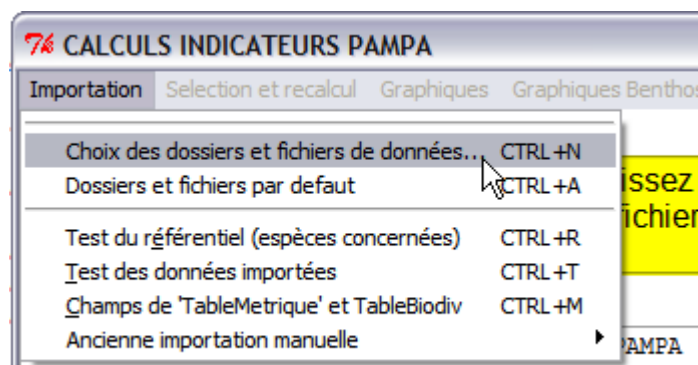 CALCULS INDICATEURS PAMPA
Importation Selection et recalcul Graphiques Graphiques Benthos
Choix des dossiers et fichiers de données... CTRL+N
Dossiers et fichiers par defaut CTRL+A
issez
fichier
Test du référentiel (espèces concernées) CTRL+R
Test des données importées CTRL+T
Champs de 'TableMetrique' et TableBiodiv CTRL+M
Ancienne importation manuelle
PAMPA